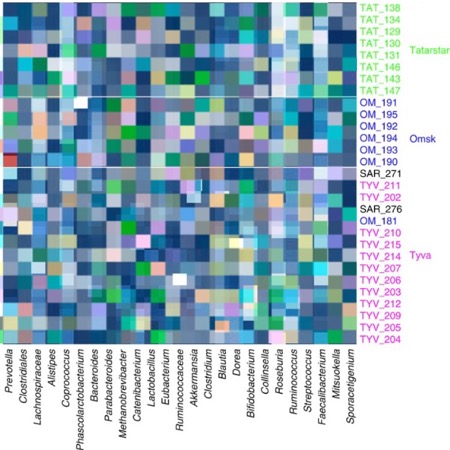 TAT_138
TAT_134
TAT_129
TAT_130
TAT_131
TAT_146
TAT_143
TAT_147
Tatarstar
OM_191
OM_195
OM_192
OM_194
OM_193
OM_190
Omsk
SAR_271
TYV_211
TYV_202
SAR_276
OM_181
TYV_210
TYV_215
TYV_214
TYV_207
TYV_206
TYV_203
TYV_212
TYV_209
TYV_205
TYV_204
Tyva
Prevotella
Clostridiales
Lachnospiraceae
Alistipes
Coprococcus
Phascolarctobacterium
Bacteroides
Parabacteroides
Methanobrevibacter
Catenibacterium
Lactobacillus
Eubacterium
Ruminococcaceae
Akkermansia
Clostridium
Blautia
Dorea
Bifidobacterium
Collinsella
Roseburia
Ruminococcus
Streptococcus
Faecalibacterium
Mitsuokella
Sporacetigenium